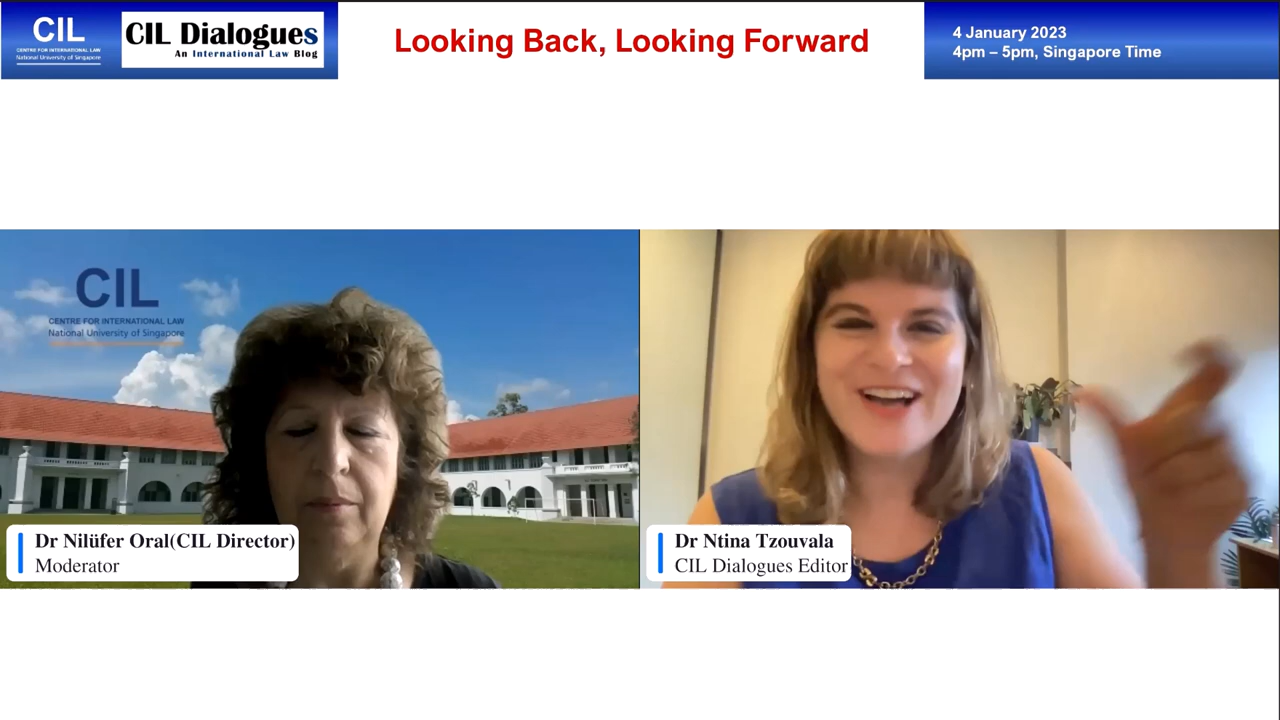 CIL
CENTRE FOR INTERNATIONAL LAW
National University of Singapore
CIL Dialogues
An International Law Blog
Looking Back, Looking Forward
4 January 2023
4pm – 5pm, Singapore Time
CIL
CENTRE FOR INTERNATIONAL LAW
National University of Singapore
Dr Nilüfer Oral(CIL Director)
Moderator
Dr Ntina Tzouvala
CIL Dialogues Editor